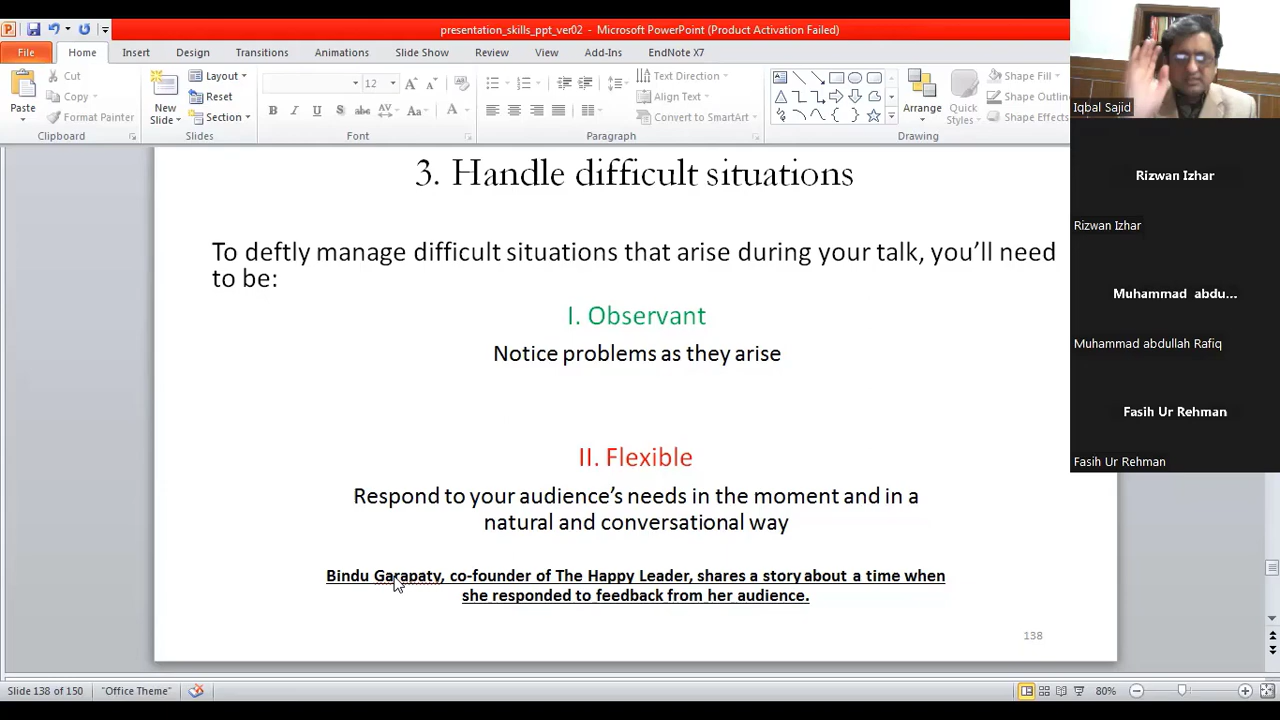 presentation_skills_ppt_ver02 - Microsoft PowerPoint (Product Activation Failed)
File Home Insert Design Transitions Animations Slide Show Review View Add-Ins EndNote X7
Paste
Cut
Copy
Format Painter
Clipboard
New
Slide
Layout
Reset
Section
Slides
12
B I U S abc AV Aa A
Font
Text Direction
Align Text
Convert to SmartArt
Paragraph
Arrange
Quick
Styles
Shape Fill
Shape Outline
Shape Effects
Drawing
3. Handle difficult situations
To deftly manage difficult situations that arise during your talk, you’ll need
to be:
I. Observant
Notice problems as they arise
II. Flexible
Respond to your audience’s needs in the moment and in a
natural and conversational way
Bindu Garapaty, co-founder of The Happy Leader, shares a story about a time when
she responded to feedback from her audience.
138
Iqbal Sajid
Rizwan Izhar
Rizwan Izhar
Muhammad abdu...
Muhammad abdullah Rafiq
Fasih Ur Rehman
Fasih Ur Rehman
Slide 138 of 150 "Office Theme" 80%